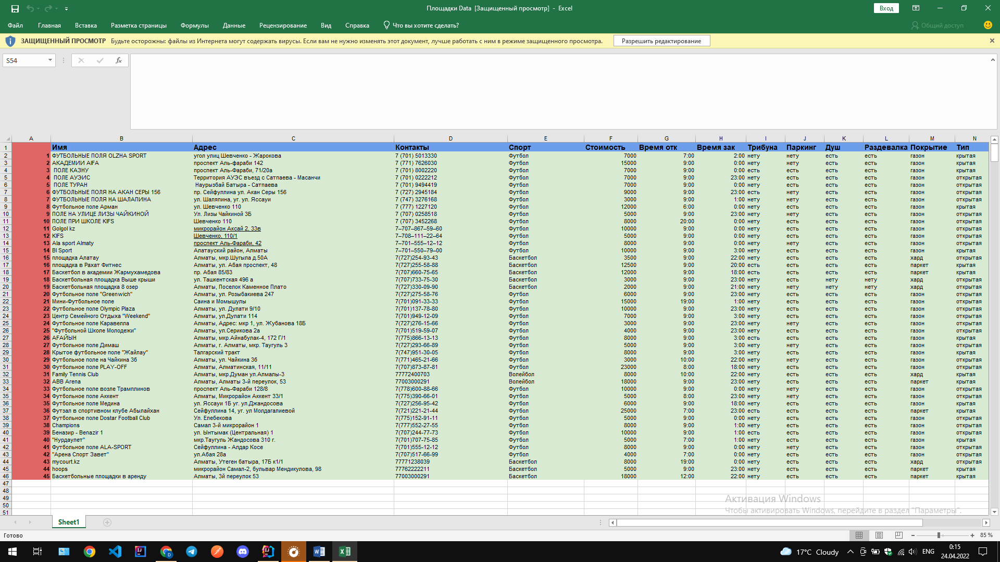 Площадки Data [Защищенный просмотр] - Excel
Вход
Файл Главная Вставка Разметка страницы Формулы Данные Рецензирование Вид Справка Что вы хотите сделать? Общий доступ
ЗАЩИЩЕННЫЙ ПРОСМОТР Будьте осторожны: файлы из Интернета могут содержать вирусы. Если вам не нужно изменять этот документ, лучше работать с ним в режиме защищенного просмотра. Разрешить редактирование
S54 fx
A B C D E F G H I J K L M N
1 Имя Адрес Контакты Спорт Стоимость Время отк Время зак Трибуна Паркинг Душ Раздевалка Покрытие Тип
2 1 ФУТБОЛЬНЫЕ ПОЛЯ OLZHA SPORT угол улиц Шевченко - Жарокова 7 (701) 5013330 Футбол 7000 7:00 2:00 нету нету есть есть газон крытая
3 2 АКАДЕМИИ AIFA проспект Аль-фараби 142 7 (771) 7626030 Футбол 15000 9:00 0:00 нету нету есть есть газон крытая
4 3 ПОЛЕ КАЗНУ проспект Аль-Фараби, 71/20а 7 (701) 8002220 Футбол 7000 9:00 0:00 есть есть есть есть газон крытая
5 4 ПОЛЕ АУЭИС Территория АУЭС въезд с Сатпаева - Масанчи 7 (701) 0222212 Футбол 7000 9:00 23:00 нету есть есть есть газон открытая
6 5 ПОЛЕ ТУРАН Наурызбай Батыра - Сатпаева 7 (701) 9494419 Футбол 7000 9:00 0:00 нету есть есть есть газон открытая
7 6 ФУТБОЛЬНЫЕ ПОЛЯ НА АКАН СЕРЫ 156 пр. Сейфуллина ул. Акан Серы 156 7 (727) 2945184 Футбол 9000 9:00 23:00 есть нету есть есть газон открытая
8 7 ФУТБОЛЬНЫЕ ПОЛЯ НА ШАЛАПИНА ул. Шаляпина, уг. ул. Яссауи 7 (747) 3276168 Футбол 3000 9:00 1:00 нету нету есть есть газон открытая
9 8 Футбольное поле Арман ул. Шевченко 110 7 (777) 1227120 Футбол 12000 6:00 0:00 нету есть есть есть газон крытая
10 9 ПОЛЕ НА УЛИЦЕ ЛИЗЫ ЧАЙКИНОЙ Ул. Лизы Чайкиной 3Б 7 (707) 0258518 Футбол 5000 9:00 23:00 нету нету есть есть газон открытая
11 10 ПОЛЕ ПРИ ШКОЛЕ KIFS Шевченко 110 7 (707) 3452268 Футбол 8000 20:00 0:00 нету есть есть есть газон открытая
12 11 Golgol kz микрорайон Аксай 2, 33в 7‒707‒867‒59‒60 Футбол 10000 9:00 0:00 нету есть есть есть газон открытая
13 12 KIFS Шевченко, 110/1 7‒708‒111‒22‒64 Футбол 5000 9:00 0:00 нету есть есть есть газон открытая
14 13 Ala sport Almaty проспект Аль-Фараби, 42 7‒701‒555‒12‒12 Футбол 8000 9:00 0:00 нету нету есть есть газон открытая
15 14 BI Sport Алатауский район, Алматы 7‒701‒550‒79‒00 Футбол 10000 9:00 3:00 нету есть есть есть газон крытая
16 15 площадка Алатау Алматы, мкр.Шугыла д.50А 7(727)254-93-43 Баскетбол 3500 9:00 22:00 нету есть есть есть хард открытая
17 16 площадка в Рахат Фитнес Алматы, ул. Абая проспект, 48 7(727)255-58-88 Баскетбол 12500 9:00 20:00 есть есть есть есть паркет крытая
18 17 Баскетбол в академии Жармухамедова пр. Абая 85/83 7(707)660-75-65 Баскетбол 12000 9:00 18:00 есть есть есть есть паркет крытая
19 18 Баскетбольная площадка Выше крыши ул. Ташкентская 496 а 7(707)733-75-30 Баскетбол 3000 9:00 23:00 нету есть нету нету хард открытая
20 19 Баскетбольная площадка 8 озер Алматы, Поселок Каменное Плато 7(727)330-09-90 Баскетбол 2000 9:00 21:00 нету нету нету нету хард открытая
21 20 Футбольное поле "Greenwich" Алматы, ул. Розыбакиева 247 7(727)275-58-76 Футбол 6000 9:00 23:00 нету есть есть есть газон открытая
22 21 Мини-Футбольное поле Саина и Момышулы 7(701)091-33-33 Футбол 15000 19:00 1:00 нету есть есть есть газон открытая
23 22 Футбольное поле Olympic Plaza Алматы, ул. Дулати 9/10 7(701)137-78-80 Футбол 10000 9:00 23:00 нету есть есть есть газон открытая
24 23 Центр Семейного Отдыха "Weekend" Алматы, ул.Дулати 114 7(701)949-12-09 Футбол 7000 9:00 3:00 нету есть есть есть газон открытая
25 24 Футбольное поле Каравелла Алматы, Адрес: мкр 1, ул. Жубанова 18Б 7(727)276-15-66 Футбол 3000 9:00 23:00 нету нету есть есть газон открытая
26 25 "Футбольной Школе Молодежи" Алматы, ул.Серикова 2а 7(701)519-59-07 Футбол 4000 9:00 23:00 нету есть есть есть газон открытая
27 26 АҒАЙЫН Алматы, мкр.Айнабулак-4, 172 Г/1 7(775)866-13-13 Футбол 8000 9:00 3:00 есть есть есть есть газон крытая
28 27 Футбольное поле Димаш Алматы, г. Алматы, мкр. Таугуль 3 7(727)293-66-89 Футбол 5000 9:00 3:00 нету нету есть есть газон открытая
29 28 Крытое футбольное поле "Жайлау" Талгарский тракт 7(747)951-30-05 Футбол 8000 9:00 3:00 нету есть есть есть газон крытая
30 29 Футбольное поле на Чайкина 3б Алматы, ул. Чайкина 3б 7(771)465-21-66 Футбол 3000 10:00 22:00 нету нету есть есть газон открытая
31 30 Футбольное поле PLAY-OFF Алматы, Алматинская, 11/11 7(707)873-87-81 Футбол 23000 8:00 18:00 нету есть есть есть газон открытая
32 31 Family Tennis Club Алматы, мкр.Думан ул.Алмалы-3 77772400703 Волейбол 8000 10:00 22:00 нету есть есть есть хард крытая
33 32 ABB Arena Алматы, Алматы 3-й переулок, 53 77003000291 Волейбол 18000 9:00 23:00 нету есть есть есть паркет крытая
34 33 Футбольное поле возле Трамплинов проспект Аль-Фараби 128/8 7(778)600-88-66 Футбол 10000 9:00 0:00 нету нету есть есть газон открытая
35 34 Футбольное поле Аккент Алматы, Микрорайон Аккент 33/1 7(775)390-66-01 Футбол 5000 8:00 23:00 нету нету есть есть газон открытая
36 35 Футбольное поле Медина ул. Яссауи 1Б уг. ул.Джандосова 7(727)256-95-42 Футбол 6000 9:00 18:00 нету есть есть есть газон крытая
37 36 Футзал в спортивном клубе Абылайхан Сейфуллина 14, уг. ул Молдагалиевой 7(721)221-21-44 Футбол 25000 7:00 23:00 есть есть есть есть паркет крытая
38 37 Футбольное поле Dostar Football Club Ул. Елебекова 7(775)152-91-11 Футбол 5000 9:00 0:00 нету есть есть есть газон открытая
39 38 Champions Самал 3-й микрорайон 1 7(777)552-27-55 Футбол 8000 9:00 1:00 нету есть есть есть газон открытая
40 39 Беназир - Benazir 1 ул. Ынтымак (Центральная) 1 7(707)244-77-73 Футбол 10000 9:00 1:00 есть есть есть есть газон открытая
41 40 "Нурдаулет" мкр.Таугуль Жандосова 310 г. 7(701)707-75-85 Футбол 5000 7:00 1:00 нету есть есть есть газон крытая
42 41 Футбольное поле ALA-SPORT Сейфуллина - Алдар Косе 7(701)555-12-12 Футбол 8000 9:00 0:00 нету нету есть есть газон открытая
43 42 "Арена Спорт Завет" ул.Абая 28а 7(707)517-66-99 Футбол 4000 7:00 0:00 нету есть есть есть газон открытая
44 43 mycourt.kz Алматы, Утеген батыра, 17Б к1/1 77771238039 Баскетбол 8000 19:00 0:00 нету есть есть есть хард открытая
45 44 hoops микрорайон Самал-2, бульвар Мендикулова, 98 77762222211 Баскетбол 5000 9:00 23:00 нету есть есть есть паркет крытая
46 45 Баскетбольные площадки в аренду Алматы, 3й переулок 53 77003000291 Баскетбол 18000 12:00 22:00 нету есть есть есть паркет крытая
47
48
49
50
51
Активация Windows
Чтобы активировать Windows, перейдите в раздел "Параметры".
Sheet1
Готово 85 %
17°C Cloudy ENG 0:15
24.04.2022